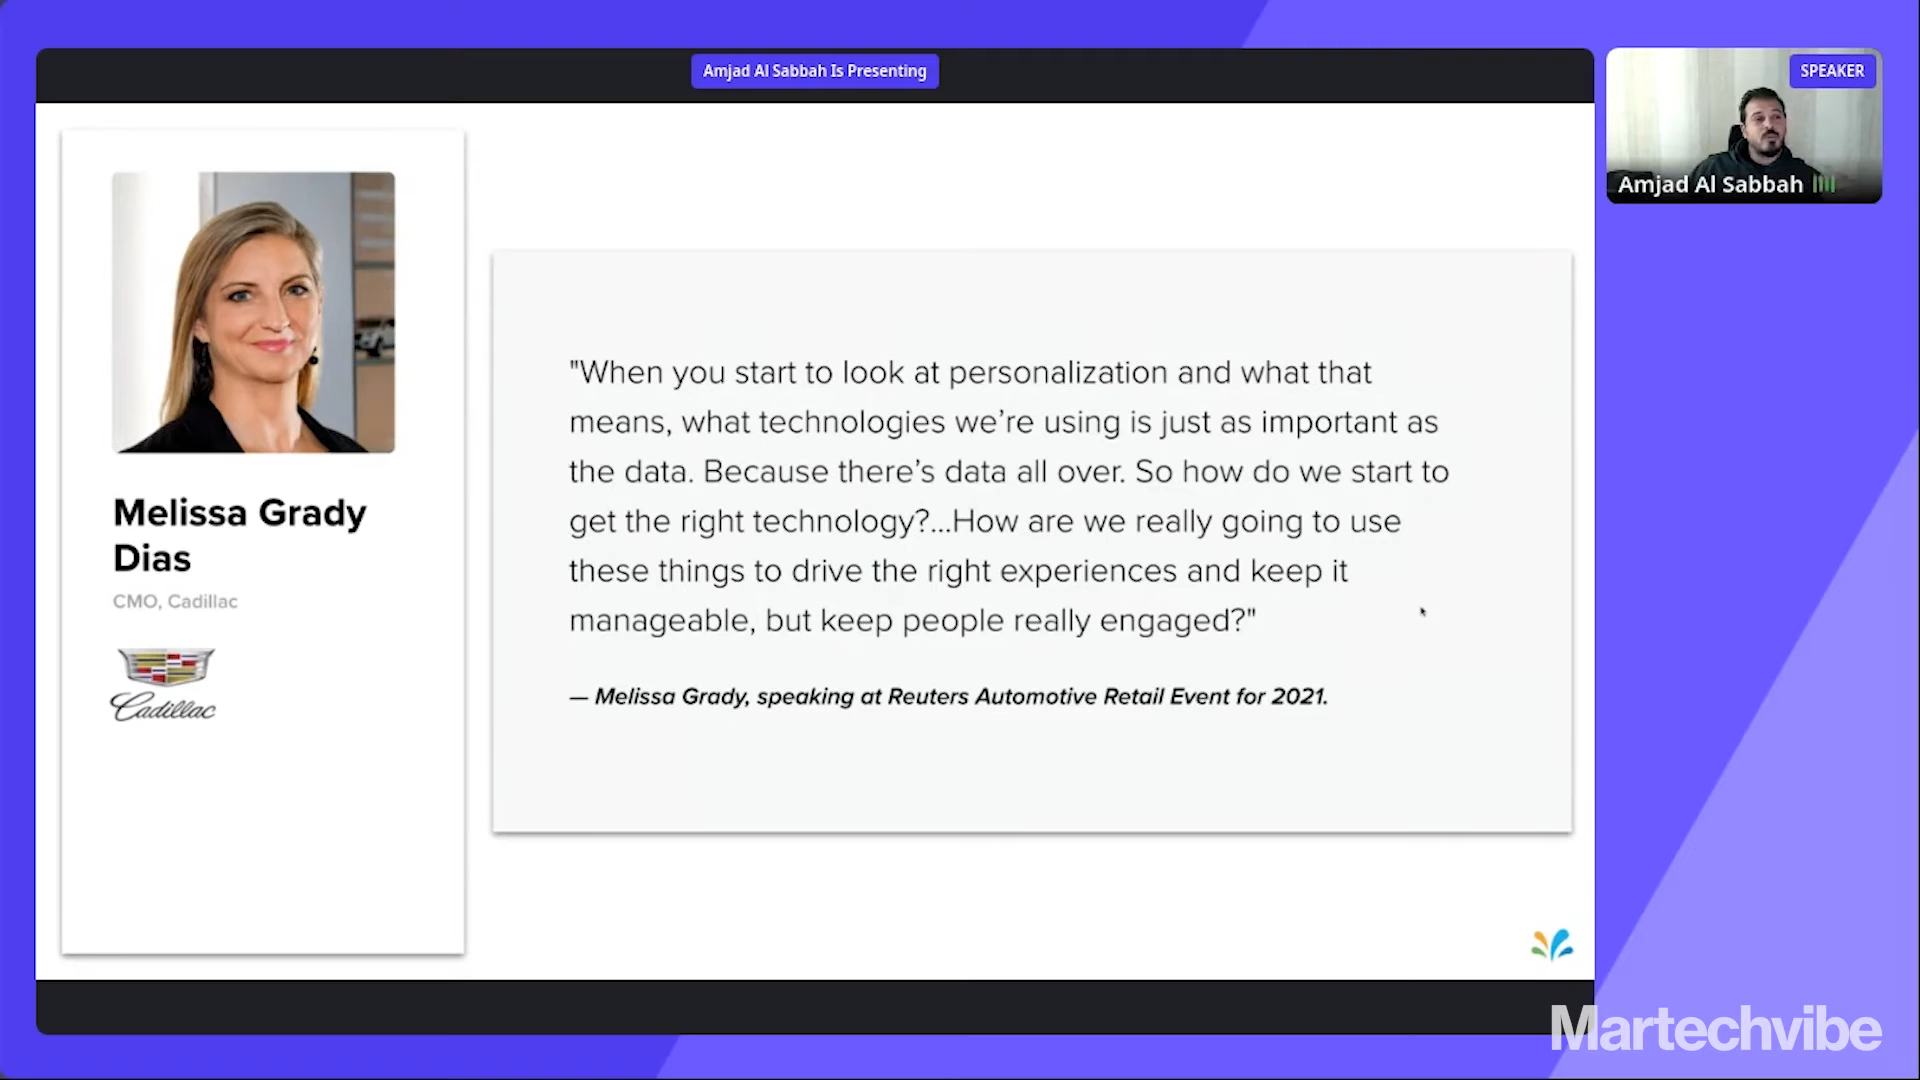 Amjad Al Sabbah Is Presenting
SPEAKER
Amjad Al Sabbah
Melissa Grady
Dias
CMO, Cadillac
Cadillac
"When you start to look at personalization and what that
means, what technologies we’re using is just as important as
the data. Because there’s data all over. So how do we start to
get the right technology?...How are we really going to use
these things to drive the right experiences and keep it
manageable, but keep people really engaged?"
— Melissa Grady, speaking at Reuters Automotive Retail Event for 2021.
Martechvibe